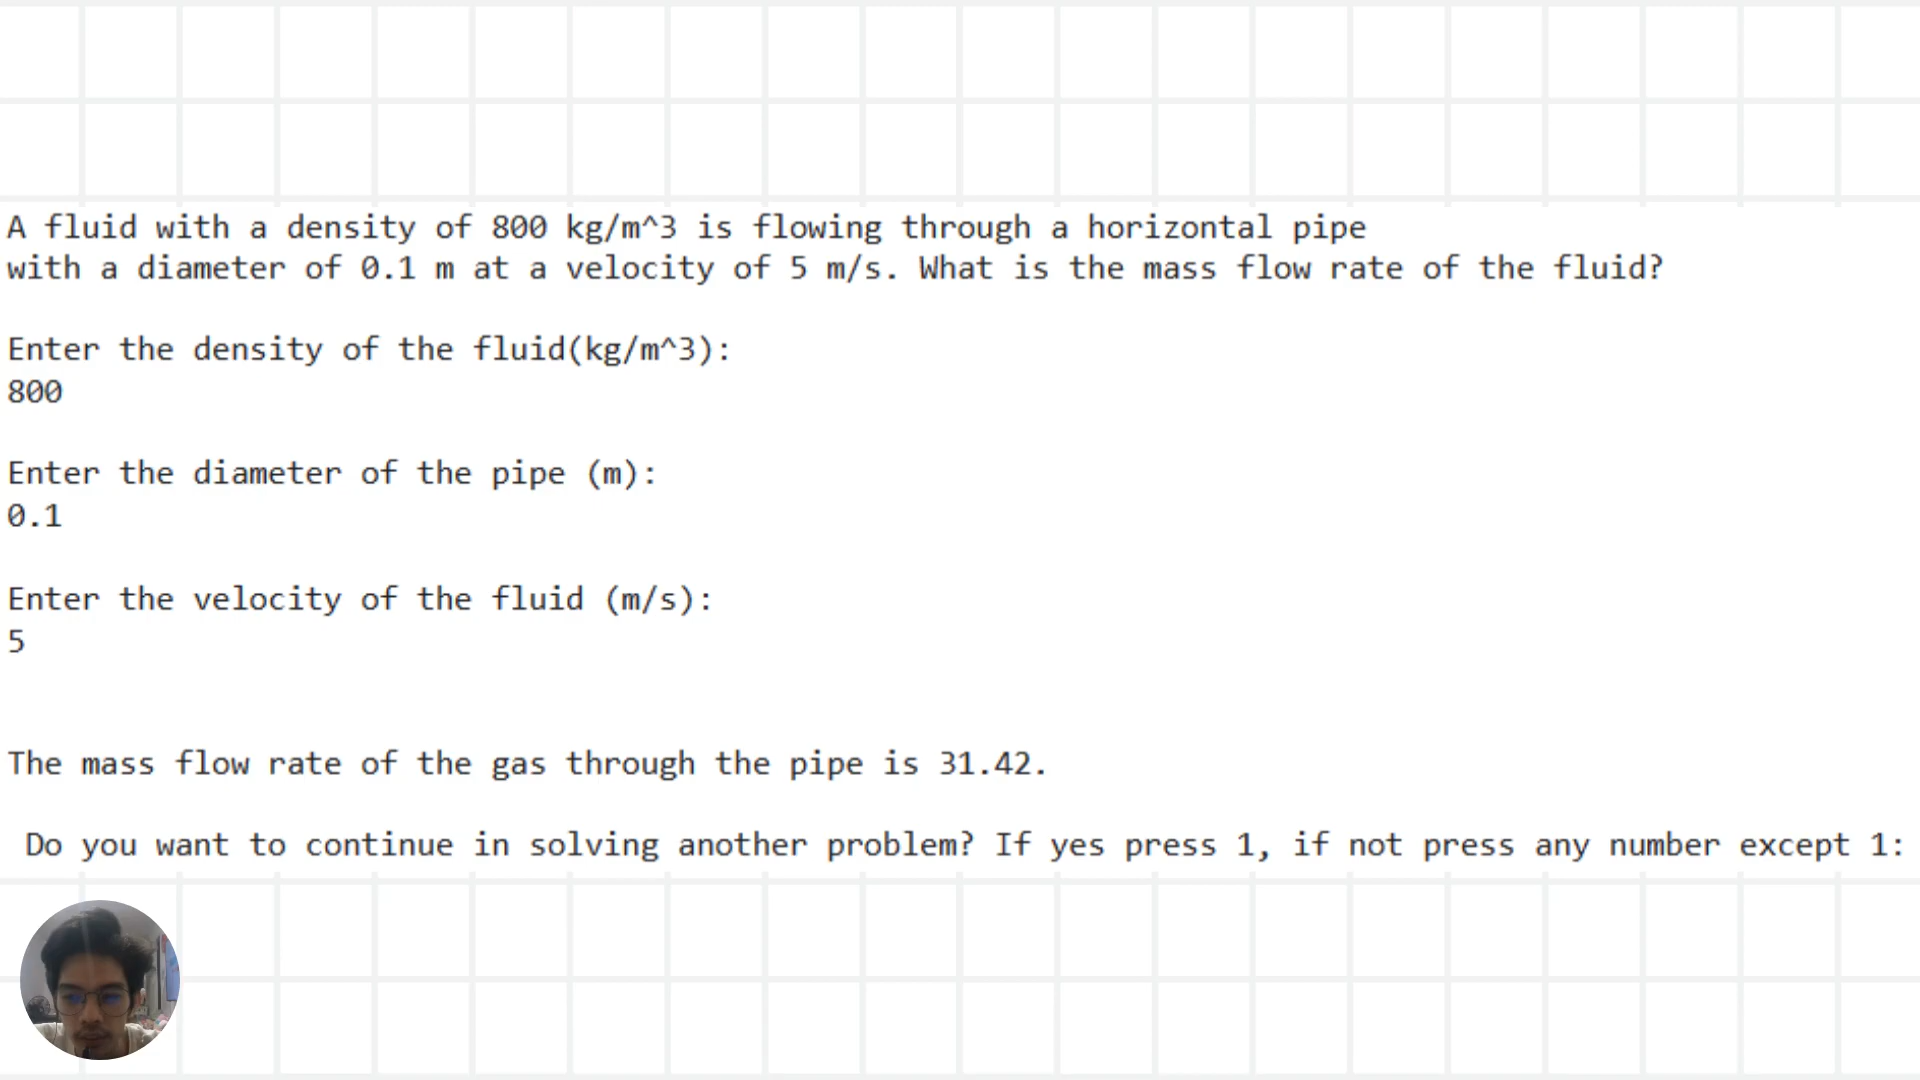 A fluid with a density of 800 kg/m^3 is flowing through a horizontal pipe
with a diameter of 0.1 m at a velocity of 5 m/s. What is the mass flow rate of the fluid?
Enter the density of the fluid(kg/m^3):
800
Enter the diameter of the pipe (m):
0.1
Enter the velocity of the fluid (m/s):
5
The mass flow rate of the gas through the pipe is 31.42.
Do you want to continue in solving another problem? If yes press 1, if not press any number except 1: